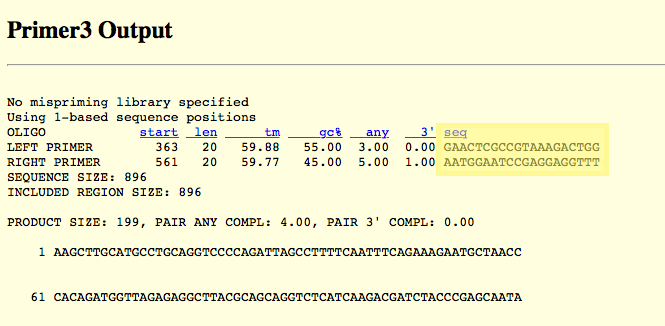 Primer3 Output
No mispriming library specified
Using 1-based sequence positions
OLIGO start len tm gc% any 3' seq
LEFT PRIMER 363 20 59.88 55.00 3.00 0.00 GAACTCGCCGTAAAGACTGG
RIGHT PRIMER 561 20 59.77 45.00 5.00 1.00 AATGGAATCCGAGGAGGTTT
SEQUENCE SIZE: 896
INCLUDED REGION SIZE: 896
PRODUCT SIZE: 199, PAIR ANY COMPL: 4.00, PAIR 3' COMPL: 0.00
1 AAGCTTGCATGCCTGCAGGTCCCCAGATTAGCCTTTTCAATTTCAGAAAGAATGCTAACC
61 CACAGATGGTTAGAGAGGCTTACGCAGCAGGTCTCATCAAGACGATCTACCCGAGCAATA